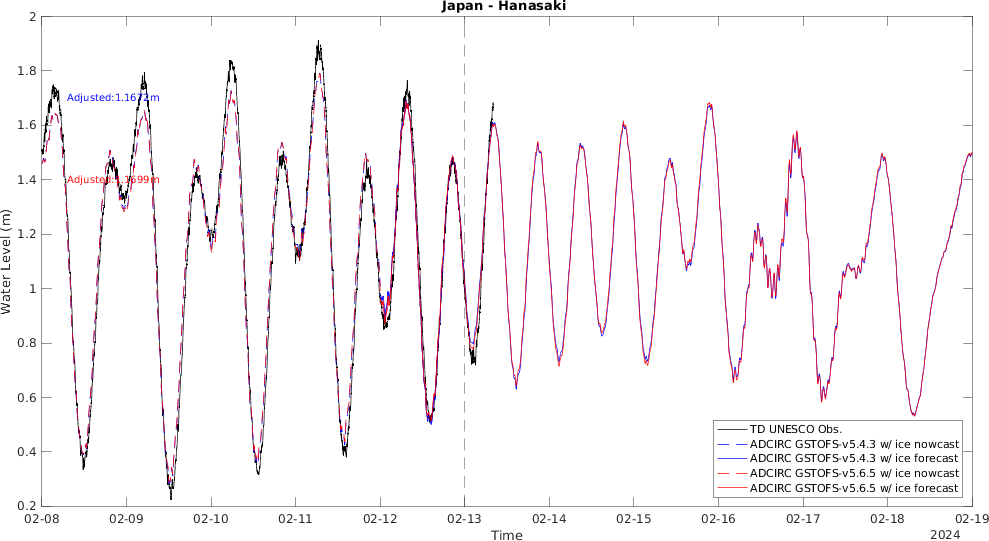 Japan - Hanasaki
2
1.8
1.6
1.4
1.2
1
0.8
0.6
0.4
0.2
Water Level (m)
Adjusted:1.1672m
Adjusted:1.1699m
TD UNESCO Obs.
ADCIRC GSTOFS-v5.4.3 w/ ice nowcast
ADCIRC GSTOFS-v5.4.3 w/ ice forecast
ADCIRC GSTOFS-v5.6.5 w/ ice nowcast
ADCIRC GSTOFS-v5.6.5 w/ ice forecast
02-08 02-09 02-10 02-11 02-12 02-13 02-14 02-15 02-16 02-17 02-18 02-19
Time
2024